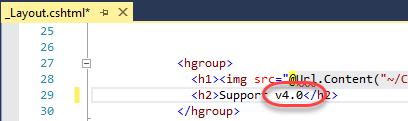 _Layout.cshtml*
25
26
27 <hgroup>
28 <h1><img src="@Url.Content("~/C
29 <h2>Support v4.0</h2>
30 </hgroup>